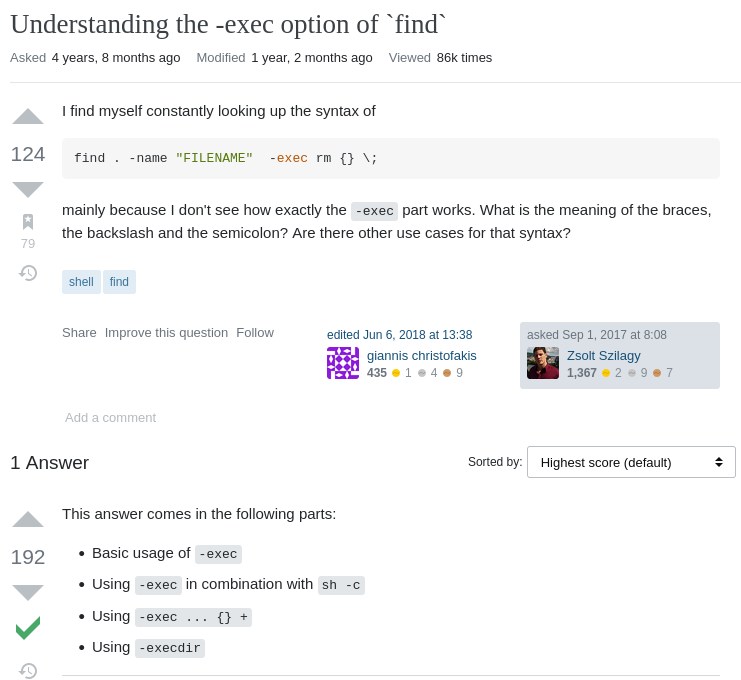 Understanding the -exec option of `find`
Asked 4 years, 8 months ago Modified 1 year, 2 months ago Viewed 86k times
I find myself constantly looking up the syntax of
124
find . -name "FILENAME"  -exec rm {} \;
mainly because I don't see how exactly the -exec part works. What is the meaning of the braces,
the backslash and the semicolon? Are there other use cases for that syntax?
79
shell find
Share Improve this question Follow
edited Jun 6, 2018 at 13:38
giannis christofakis
435 1 4 9
asked Sep 1, 2017 at 8:08
Zsolt Szilagy
1,367 2 9 7
Add a comment
1 Answer
Sorted by: Highest score (default)
This answer comes in the following parts:
192
• Basic usage of -exec
• Using -exec in combination with sh -c
• Using -exec ... {} +
• Using -execdir